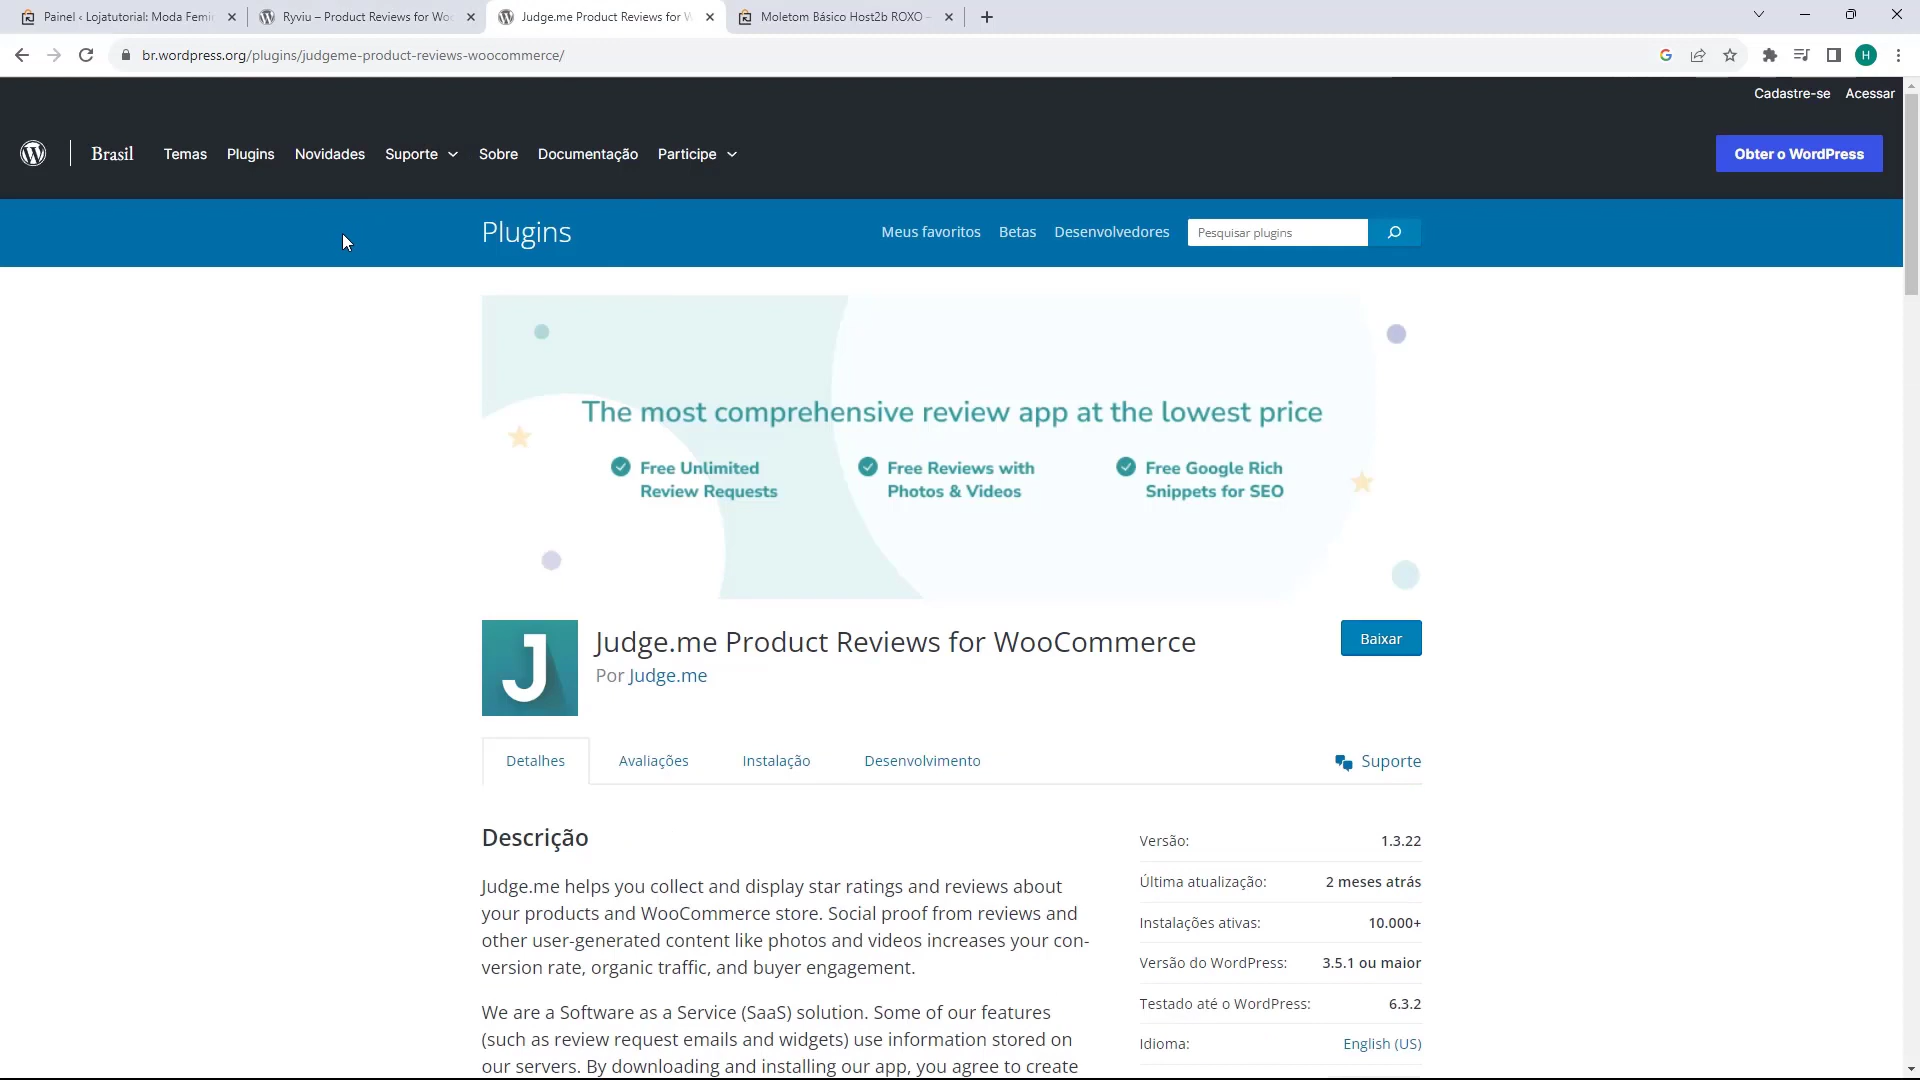 Painel ‹ Lojatutorial: Moda Femi
Ryviu – Product Reviews for Wo
Judge.me Product Reviews for W
Moletom Básico Host2b ROXO –
br.wordpress.org/plugins/judgeme-product-reviews-woocommerce/
H
Cadastre-se Acessar
Brasil Temas Plugins Novidades Suporte Sobre Documentação Participe
Obter o WordPress
Plugins
Meus favoritos Betas Desenvolvedores Pesquisar plugins
The most comprehensive review app at the lowest price
Free Unlimited
Review Requests
Free Reviews with
Photos & Videos
Free Google Rich
Snippets for SEO
J
Judge.me Product Reviews for WooCommerce
Por Judge.me
Baixar
Detalhes Avaliações Instalação Desenvolvimento Suporte
Descrição
Judge.me helps you collect and display star ratings and reviews about
your products and WooCommerce store. Social proof from reviews and
other user-generated content like photos and videos increases your con-
version rate, organic traffic, and buyer engagement.
We are a Software as a Service (SaaS) solution. Some of our features
(such as review request emails and widgets) use information stored on
our servers. By downloading and installing our app, you agree to create
Versão: 1.3.22
Última atualização: 2 meses atrás
Instalações ativas: 10.000+
Versão do WordPress: 3.5.1 ou maior
Testado até o WordPress: 6.3.2
Idioma: English (US)